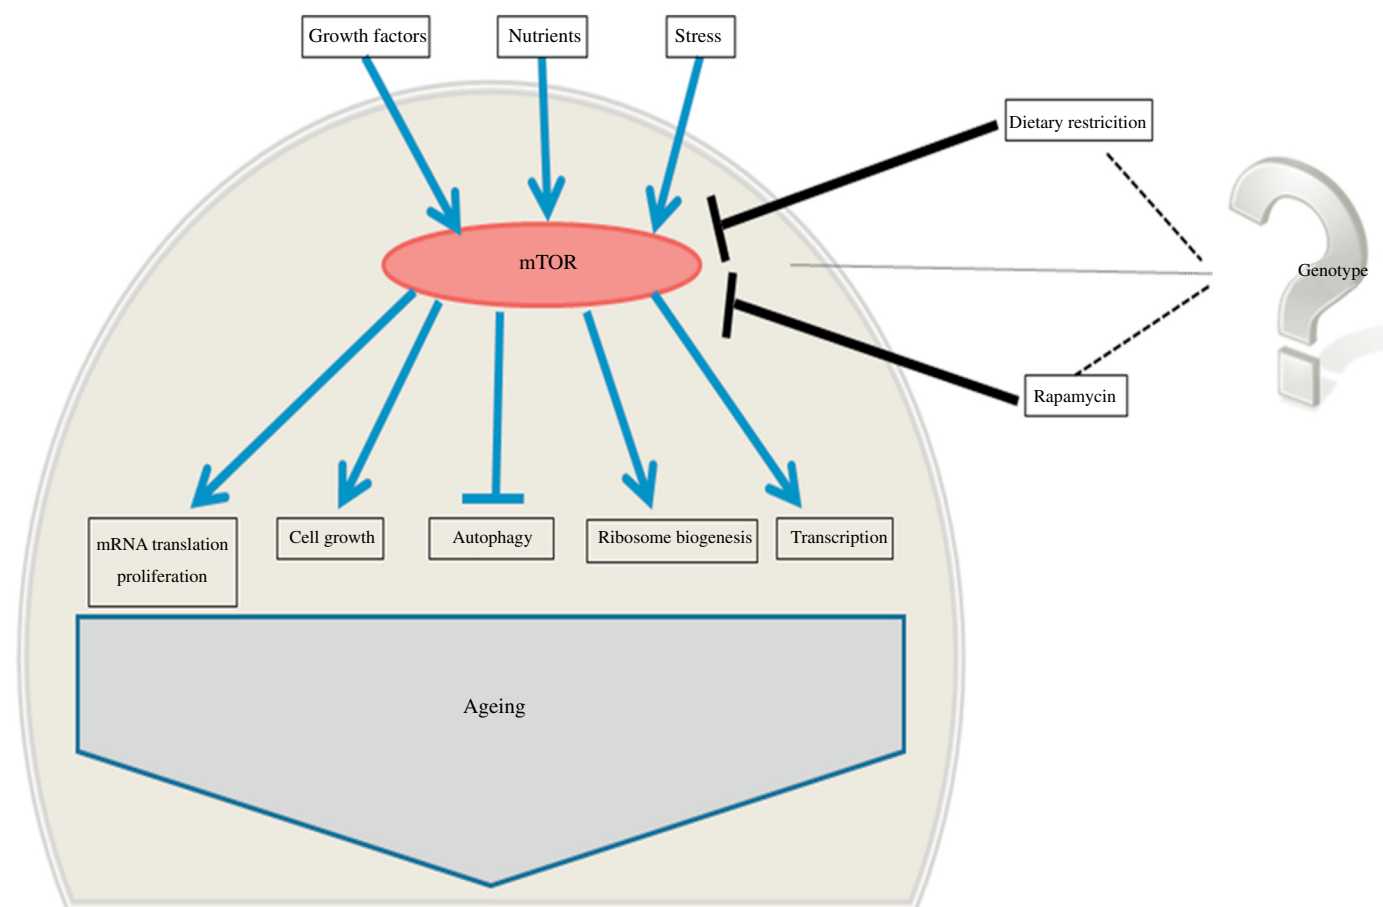 Growth factors
Nutrients
Stress
Dietary restricition
mTOR
Genotype
Rapamycin
mRNA translation
proliferation
Cell growth
Autophagy
Ribosome biogenesis
Transcription
Ageing